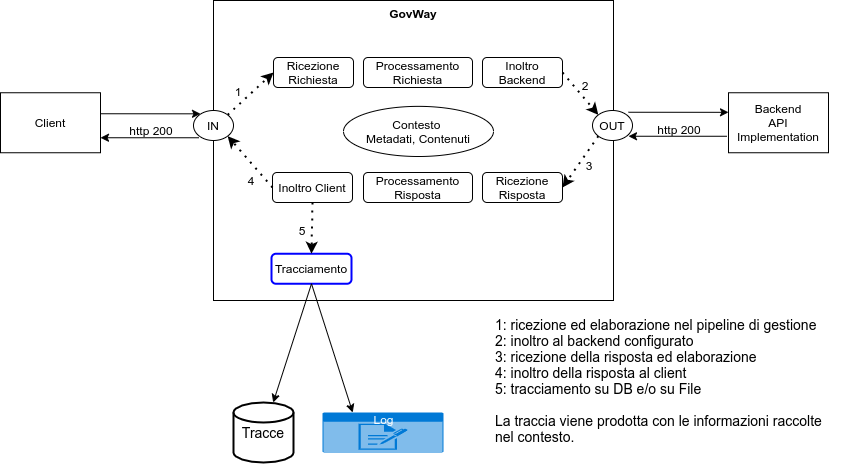 GovWay
Ricezione
Richiesta
Processamento
Richiesta
Inoltro
Backend
1
2
Client
http 200
IN
Contesto
Metadati, Contenuti
OUT
http 200
Backend
API
Implementation
4
3
Inoltro Client
Processamento
Risposta
Ricezione
Risposta
5
Tracciamento
1: ricezione ed elaborazione nel pipeline di gestione
2: inoltro al backend configurato
3: ricezione della risposta ed elaborazione
4: inoltro della risposta al client
5: tracciamento su DB e/o su File
La traccia viene prodotta con le informazioni raccolte
nel contesto.
Tracce
Log